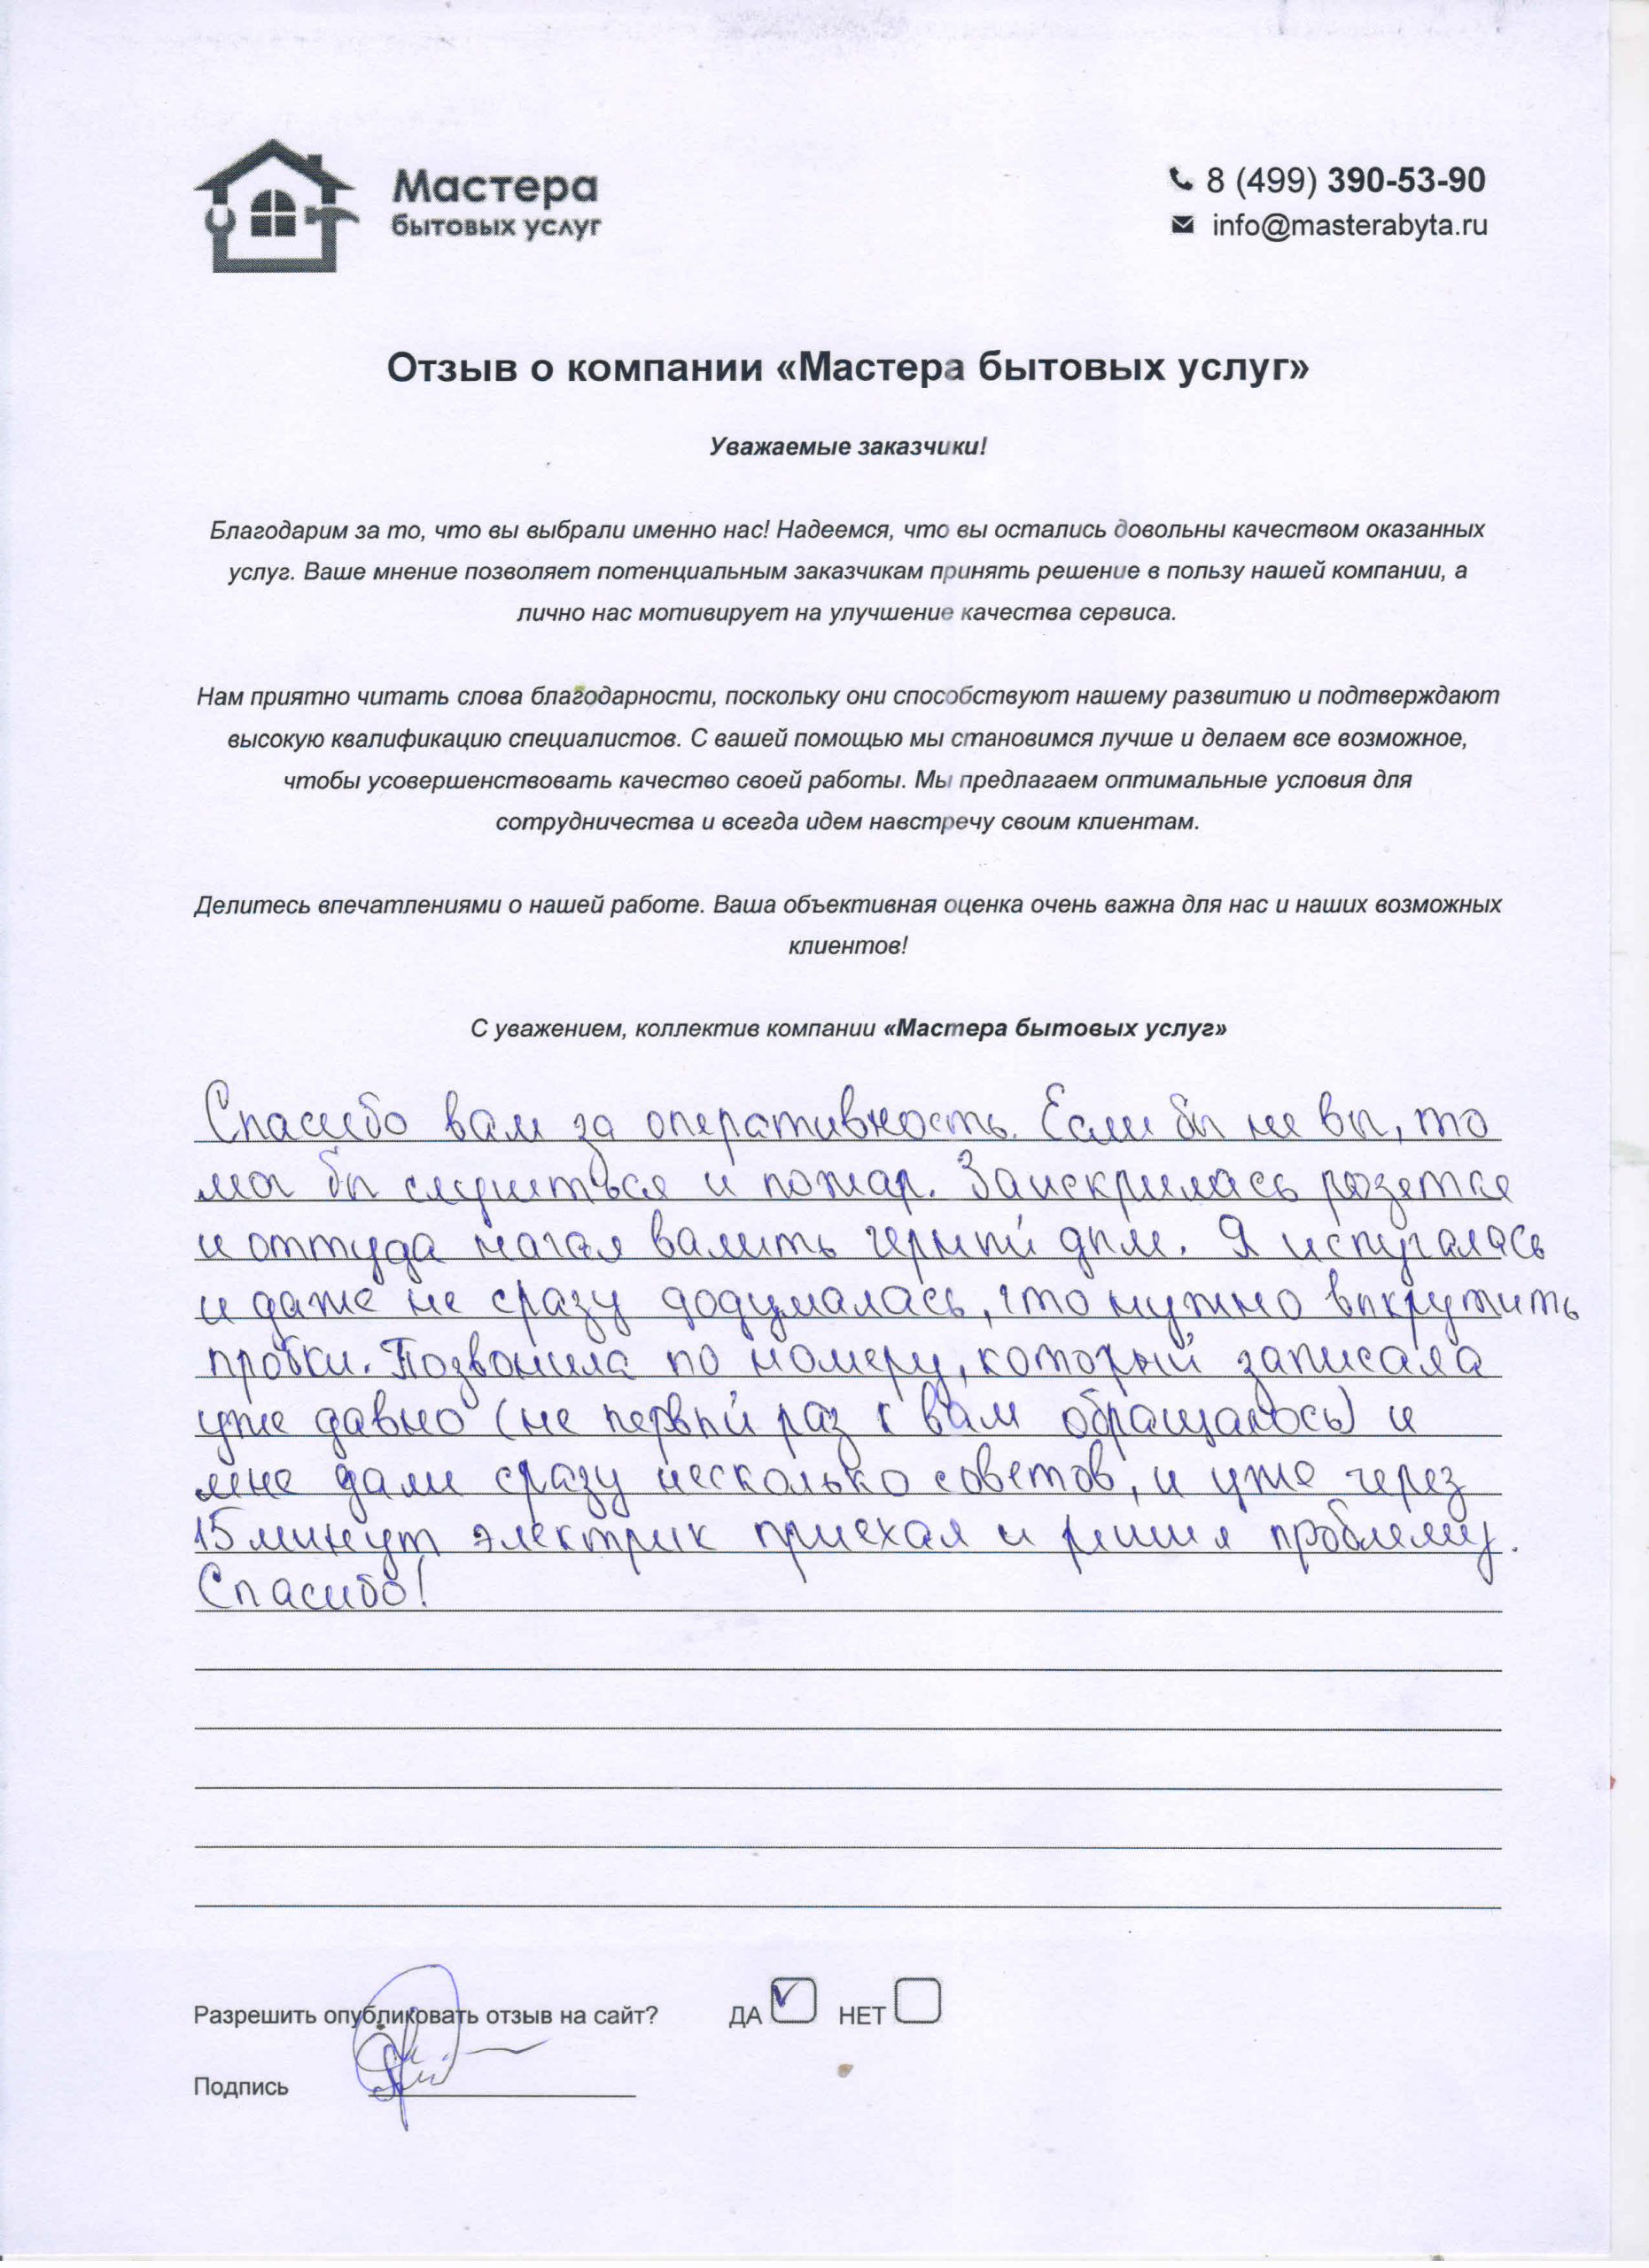 Мастера
бытовых услуг
8 (499) 390-53-90
info@masterabyta.ru
Отзыв о компании «Мастера бытовых услуг»
Уважаемые заказчики!
Благодарим за то, что вы выбрали именно нас! Надеемся, что вы остались довольны качеством оказанных
услуг. Ваше мнение позволяет потенциальным заказчикам принять решение в пользу нашей компании, а
лично нас мотивирует на улучшение качества сервиса.
Нам приятно читать слова благодарности, поскольку они способствуют нашему развитию и подтверждают
высокую квалификацию специалистов. С вашей помощью мы становимся лучше и делаем все возможное,
чтобы усовершенствовать качество своей работы. Мы предлагаем оптимальные условия для
сотрудничества и всегда идем навстречу своим клиентам.
Делитесь впечатлениями о нашей работе. Ваша объективная оценка очень важна для нас и наших возможных
клиентов!
С уважением, коллектив компании «Мастера бытовых услуг»
Спасибо вам за оперативность. Если бы не вы, то
мог бы случиться и пожар. Заискрилась розетка
и оттуда начал валить черный дым. Я испугалась
и даже не сразу додумалась, что нужно выкрутить
пробки. Позвонила по номеру, который записала
уже давно (не первый раз к вам обращаюсь) и
мне дали сразу несколько советов, и уже через
15 минут электрик приехал и решил проблему.
Спасибо!
Разрешить опубликовать отзыв на сайт? ДА НЕТ
Подпись